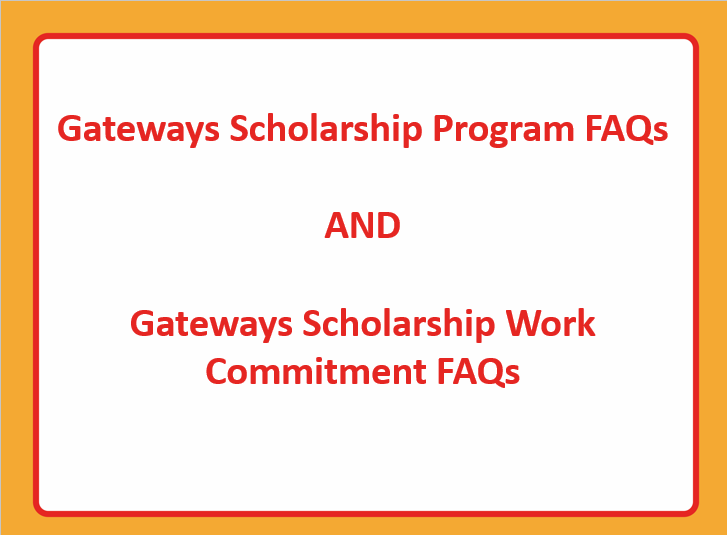 Gateways Scholarship Program FAQs
AND
Gateways Scholarship Work
Commitment FAQs